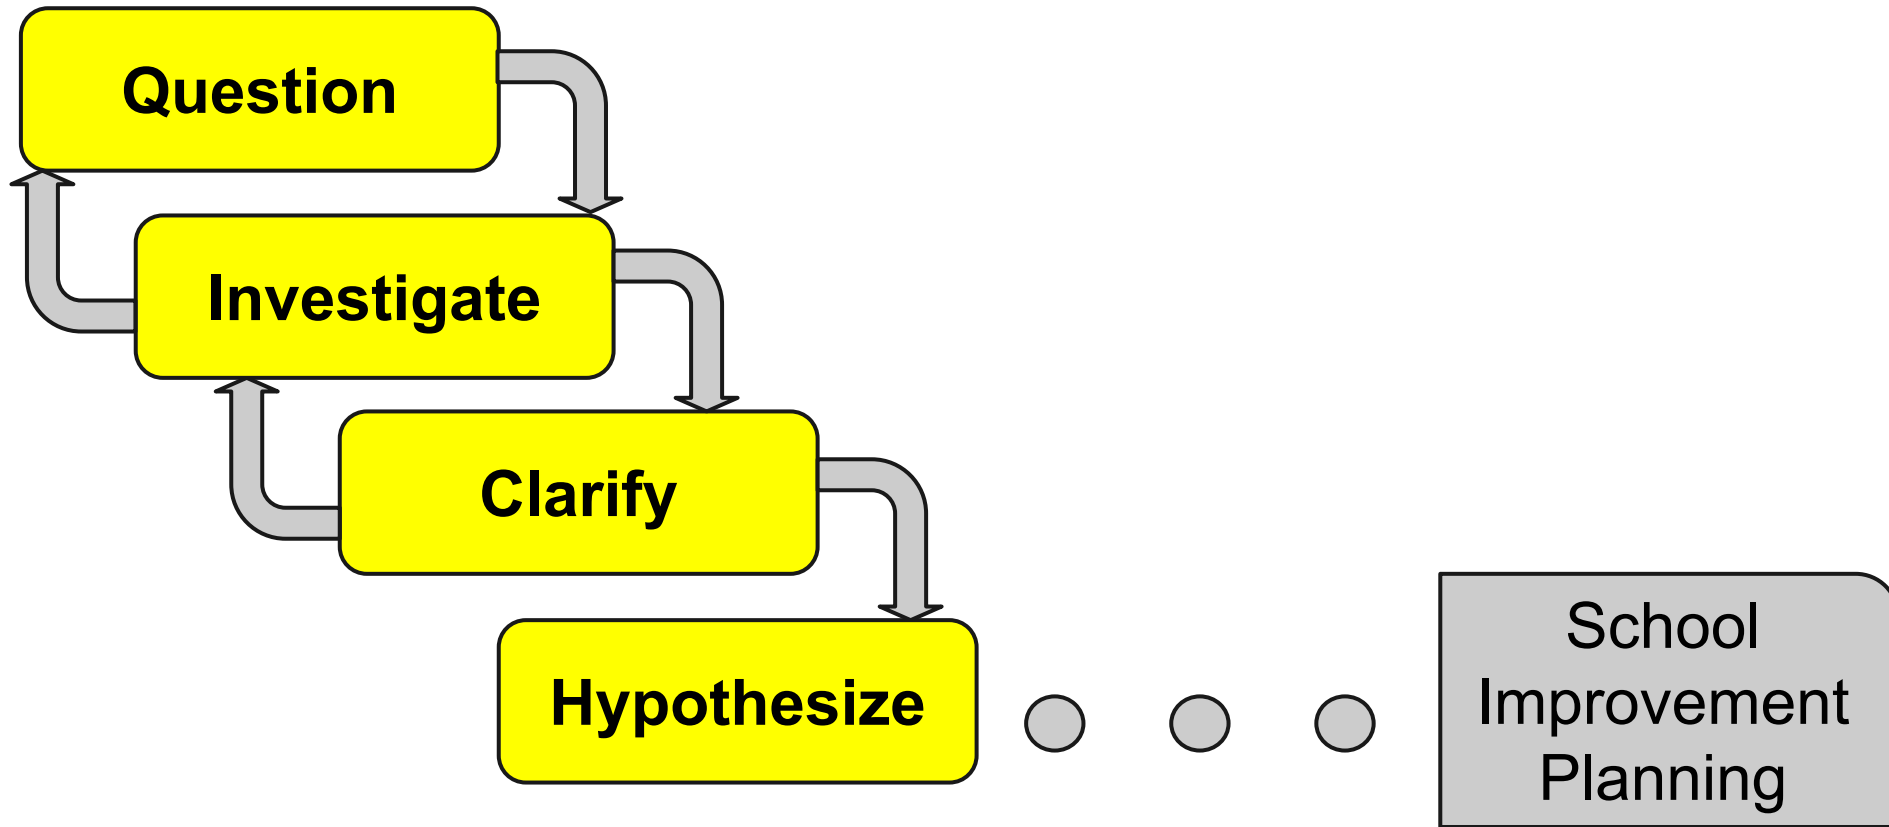 Question
Investigate
Clarify
Hypothesize
School
Improvement
Planning